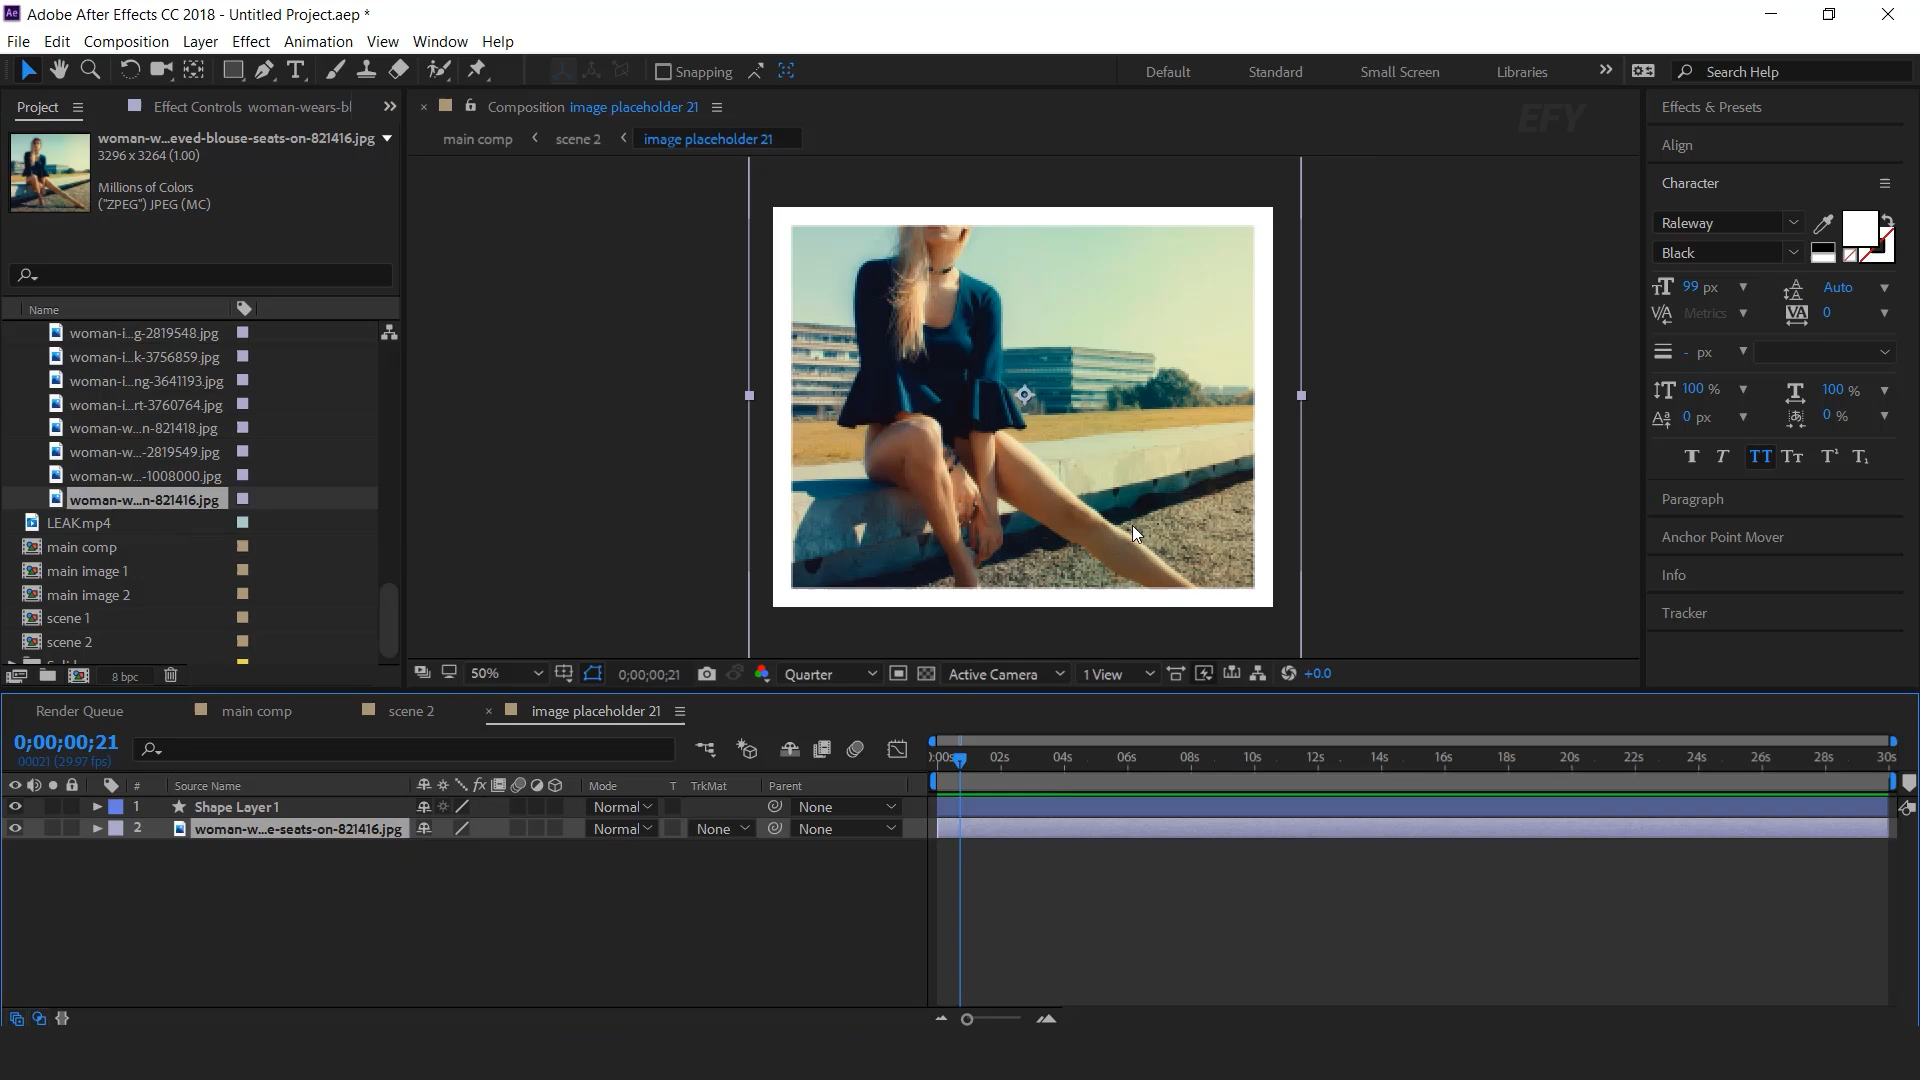 Adobe After Effects CC 2018 - Untitled Project.aep *
File Edit Composition Layer Effect Animation View Window Help
Snapping Default Standard Small Screen Libraries Search Help
Project Effect Controls woman-wears-bl
woman-w...eved-blouse-seats-on-821416.jpg
3296 x 3264 (1.00)
Millions of Colors
("ZPEG") JPEG (MC)
Name
woman-i...g-2819548.jpg
woman-i...k-3756859.jpg
woman-i...ng-3641193.jpg
woman-i...rt-3760764.jpg
woman-w...n-821418.jpg
woman-w...-2819549.jpg
woman-w...-1008000.jpg
woman-w...n-821416.jpg
LEAK.mp4
main comp
main image 1
main image 2
scene 1
scene 2
8 bpc
Composition image placeholder 21
main comp scene 2 image placeholder 21
EFY
50% 0;00;00;21 Quarter Active Camera 1 View +0.0
Effects & Presets
Align
Character
Raleway
Black
99 px Auto
Metrics 0
- px
100 % 100 %
0 px 0 %
T T TT Tт T¹ T₁
Paragraph
Anchor Point Mover
Info
Tracker
Render Queue main comp scene 2 image placeholder 21
0;00;00;21
00021 (29.97 fps)
):00s 02s 04s 06s 08s 10s 12s 14s 16s 18s 20s 22s 24s 26s 28s 30s
# Source Name Mode T TrkMat Parent
1 Shape Layer 1 Normal None
2 woman-w...e-seats-on-821416.jpg Normal None None